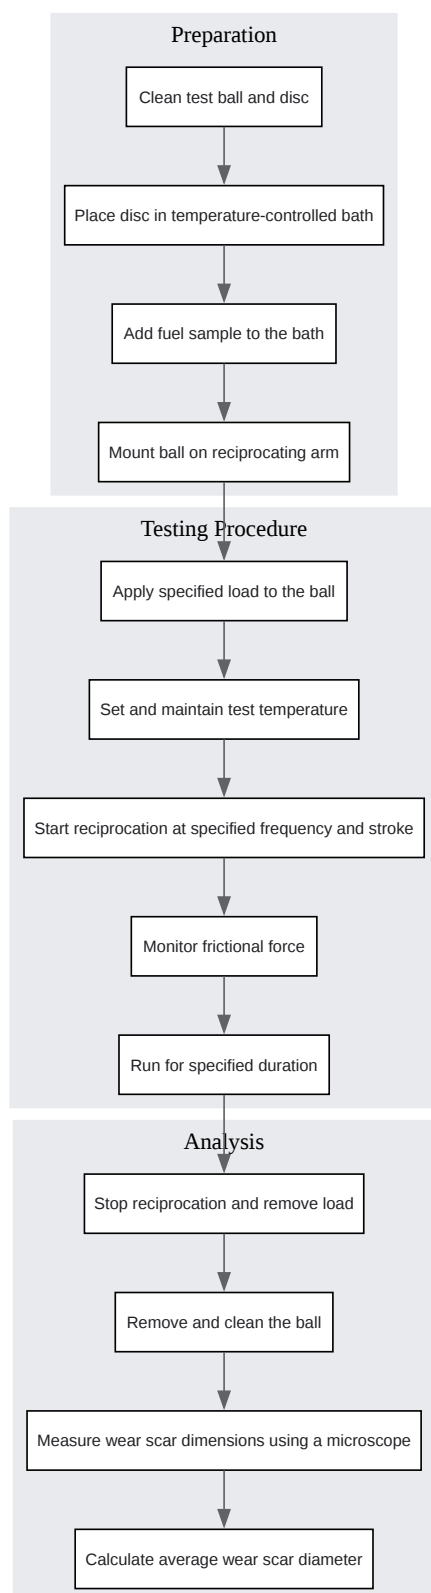 Preparation
Clean test ball and disc
Place disc in temperature-controlled bath
Add fuel sample to the bath
Mount ball on reciprocating arm
Testing Procedure
Apply specified load to the ball
Set and maintain test temperature
Start reciprocation at specified frequency and stroke
Monitor frictional force
Run for specified duration
Analysis
Stop reciprocation and remove load
Remove and clean the ball
Measure wear scar dimensions using a microscope
Calculate average wear scar diameter